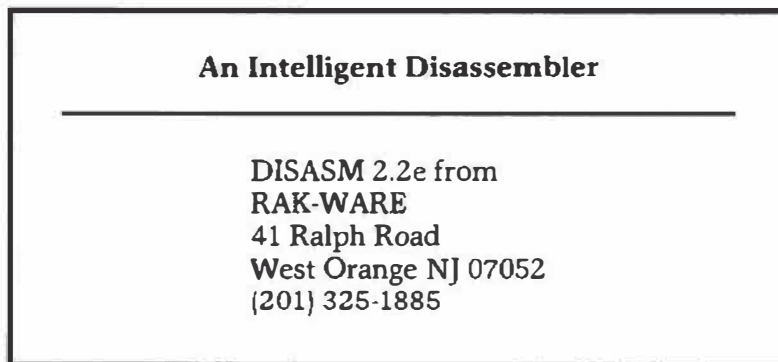 An Intelligent Disassembler
DISASM 2.2e from
RAK-WARE
41 Ralph Road
West Orange NJ 07052
(201) 325-1885